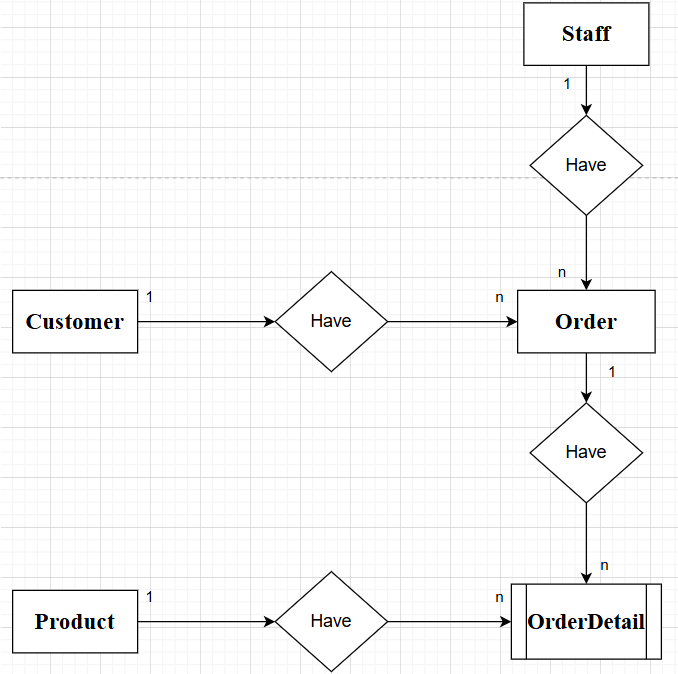 Staff
1
Have
n
Customer
1
Have
n
Order
1
Have
n
Product
1
Have
n
OrderDetail